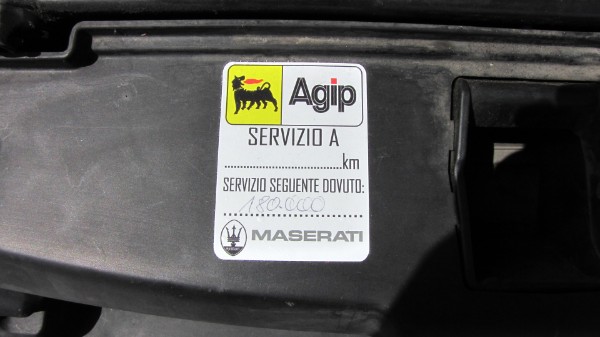 Agip
SERVIZIO A
....................................km
SERVIZIO SEGUENTE DOVUTO:
180.000
MASERATI